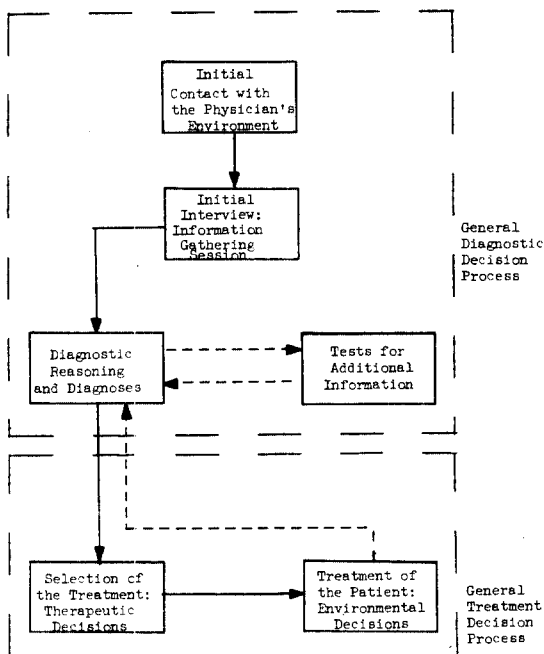 Initial
Contact with
the Physician's
Environment
Initial
Interview:
Information
Gathering
Session
General
Diagnostic
Decision
Process
Diagnostic
Reasoning
and Diagnoses
Tests for
Additional
Information
Selection of
the Treatment:
Therapeutic
Decisions
Treatment of
the Patient:
Environmental
Decisions
General
Treatment
Decision
Process